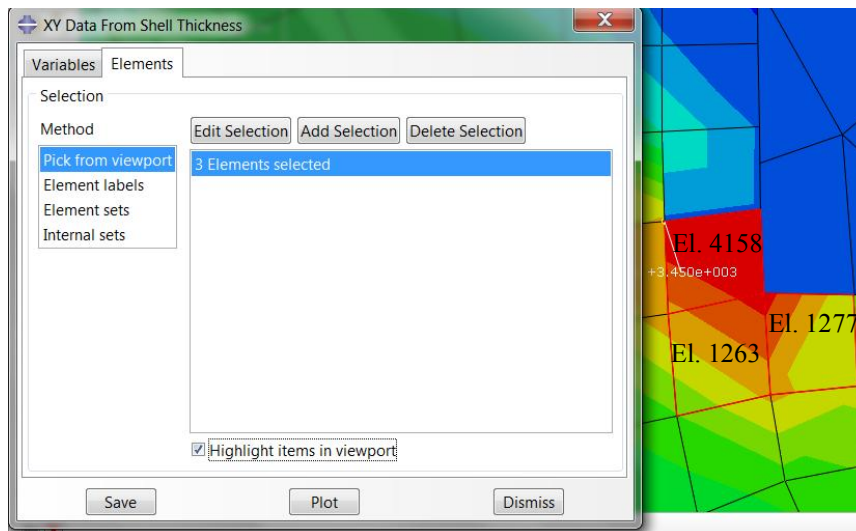 XY Data From Shell Thickness
X
Variables Elements
Selection
Method
Edit Selection Add Selection Delete Selection
Pick from viewport
Element labels
Element sets
Internal sets
3 Elements selected
Highlight items in viewport
Save Plot Dismiss
El. 4158
+3.450e+003
El. 1277
El. 1263